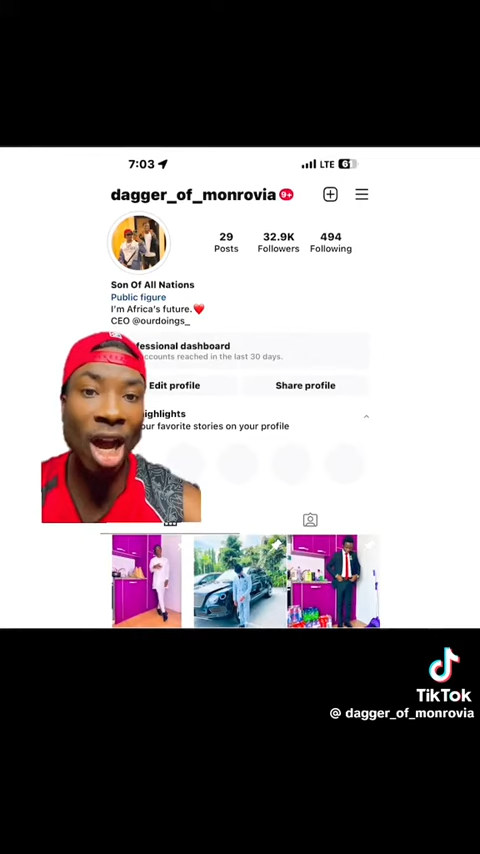 7:03
LTE 61
dagger_of_monrovia 9+
29 32.9K 494
Posts Followers Following
Son Of All Nations
Public figure
I'm Africa's future.❤️
CEO @ourdoings_
fessional dashboard
accounts reached in the last 30 days.
Edit profile Share profile
highlights
our favorite stories on your profile
TikTok
@ dagger_of_monrovia